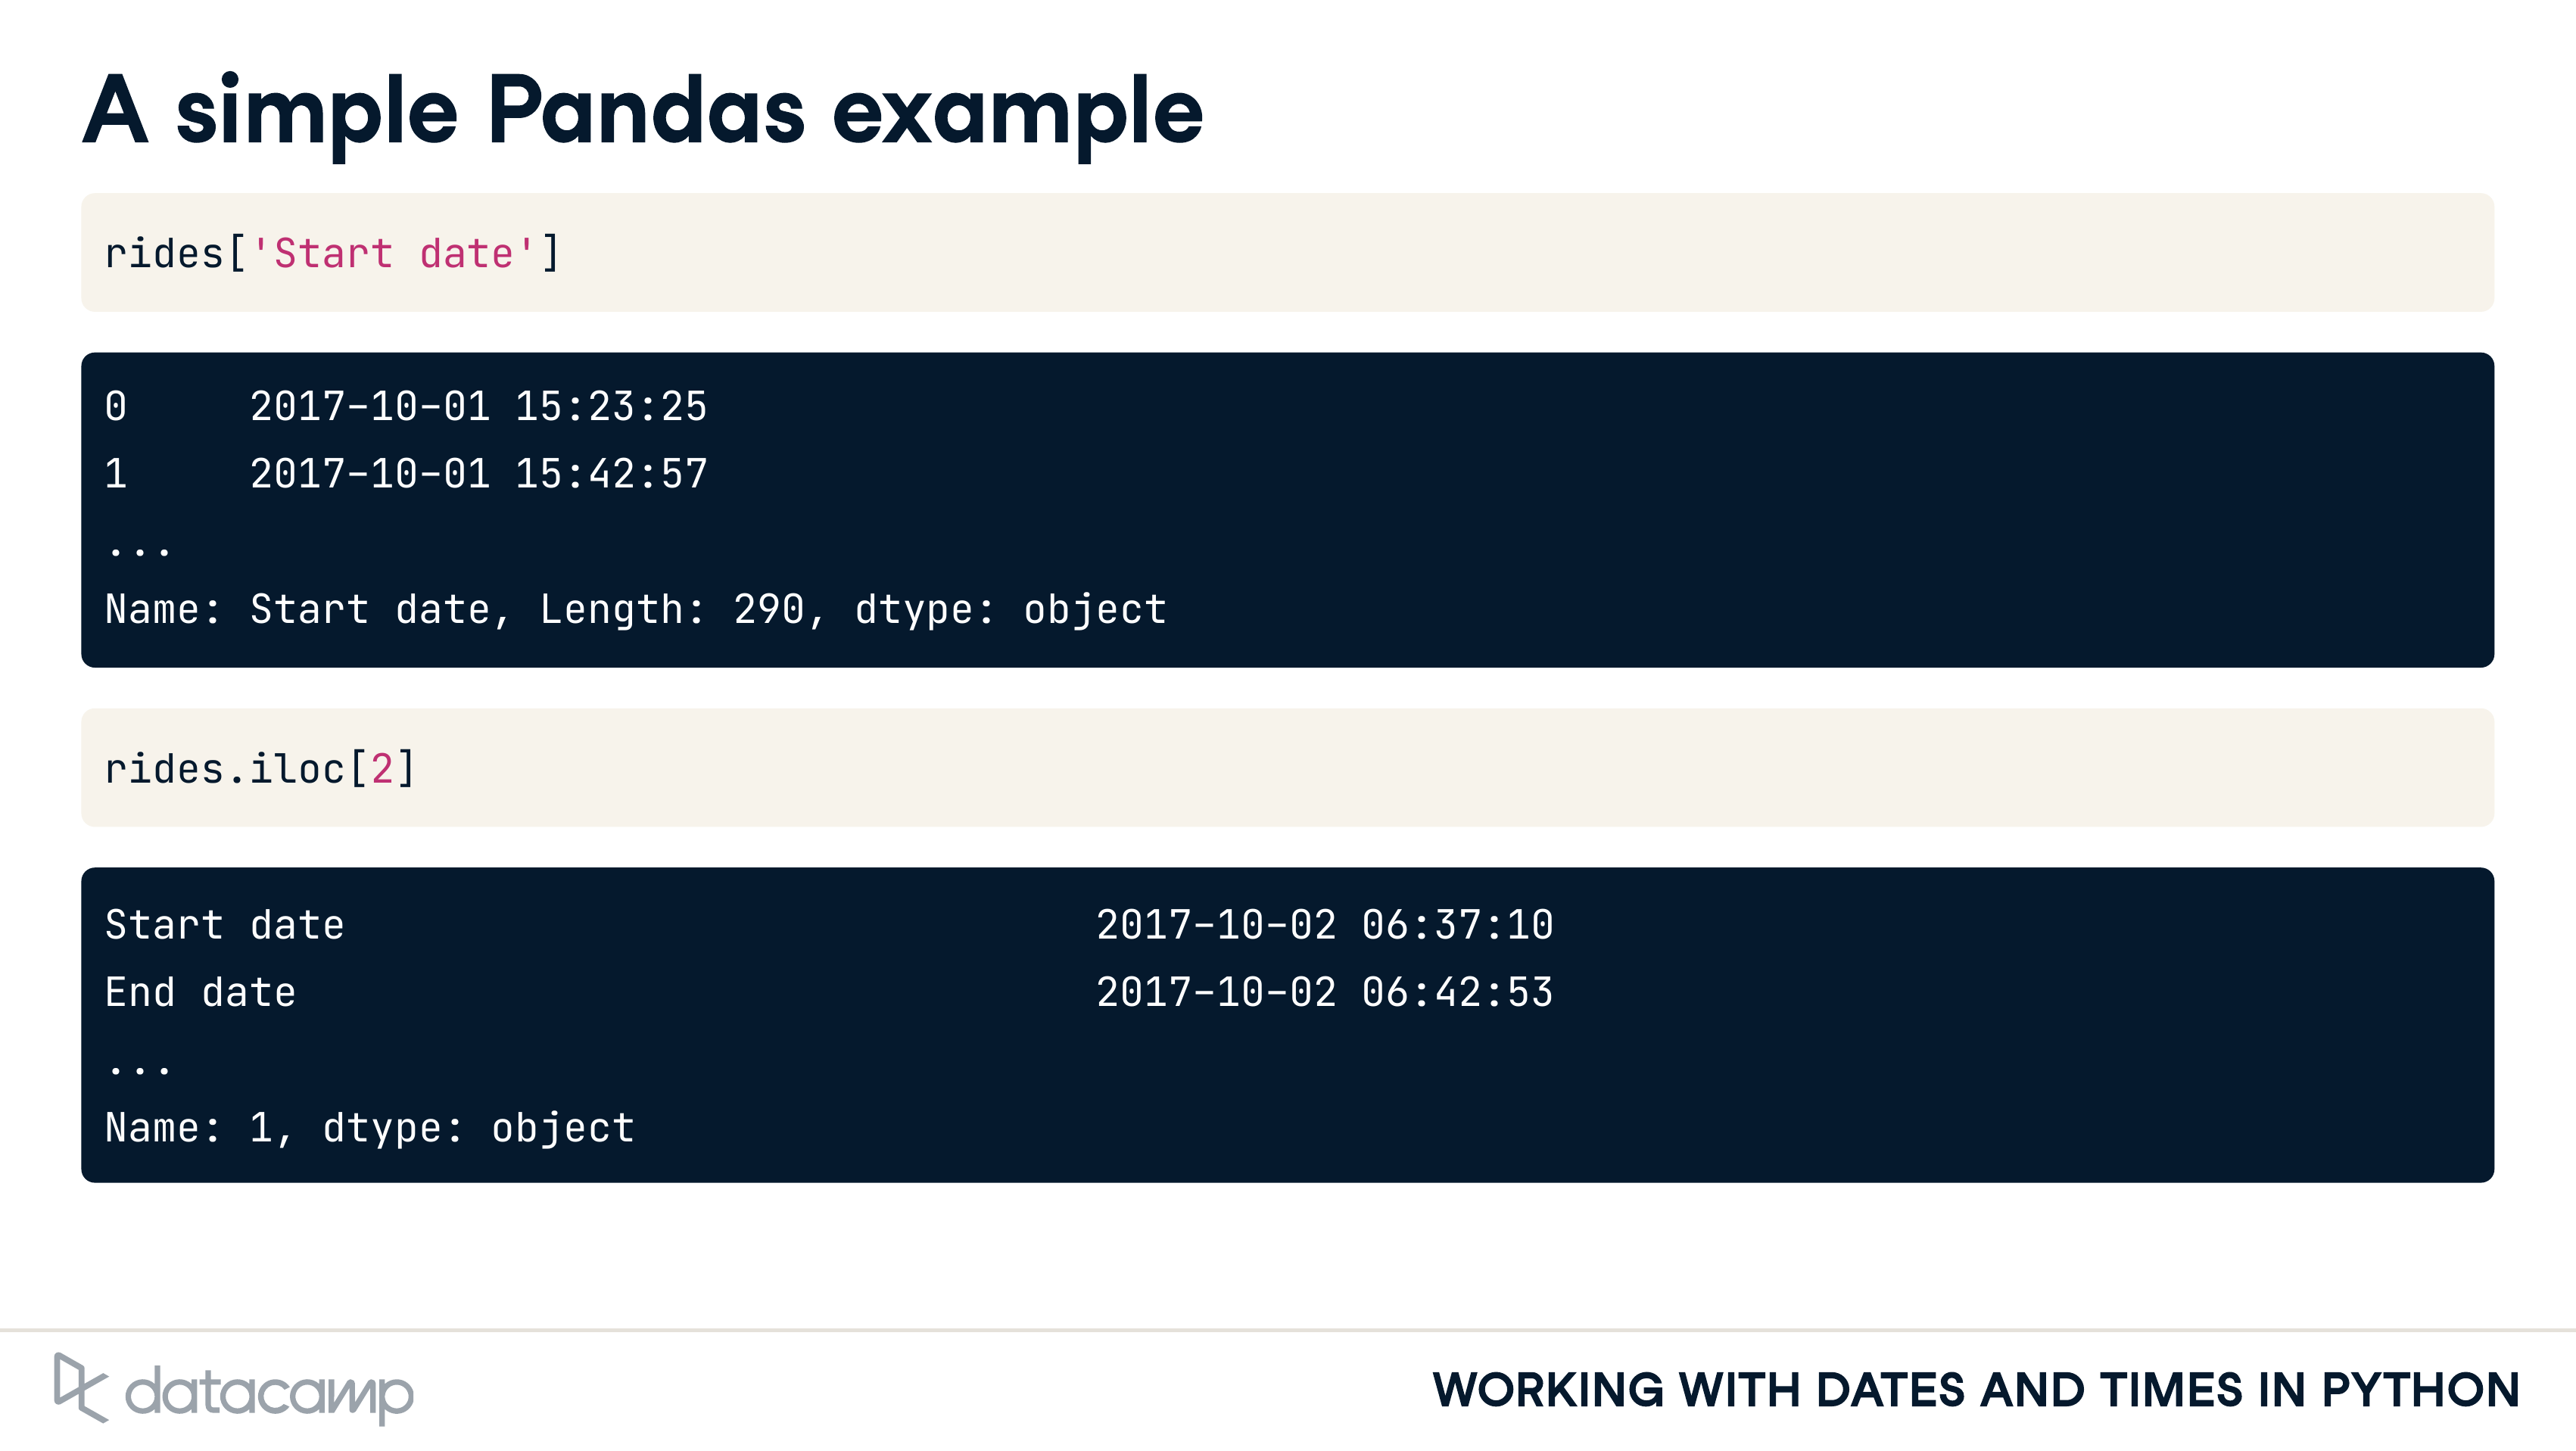 A simple Pandas example
rides['Start date']
0     2017-10-01 15:23:25
1     2017-10-01 15:42:57
...
Name: Start date, Length: 290, dtype: object
rides.iloc[2]
Start date                               2017-10-02 06:37:10
End date                                 2017-10-02 06:42:53
...
Name: 1, dtype: object
datacamp
WORKING WITH DATES AND TIMES IN PYTHON